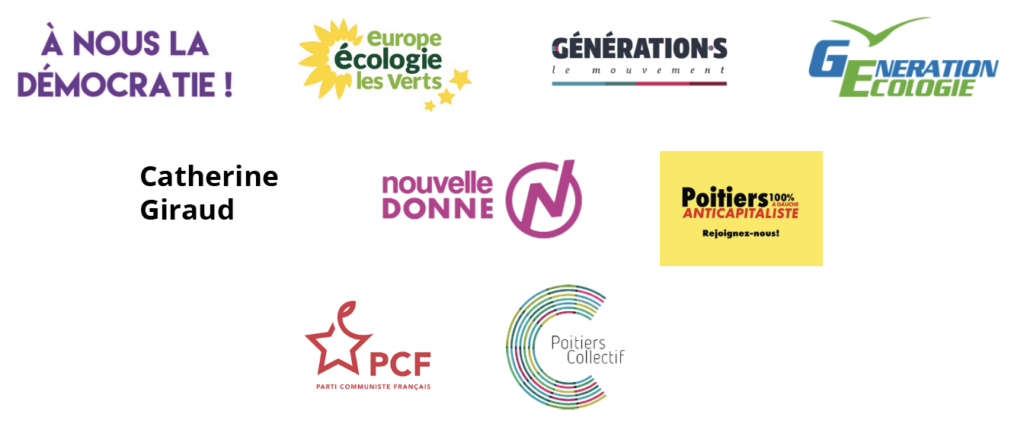 À NOUS LA
DÉMOCRATIE !
europe
écologie
les Verts
GÉNÉRATION·S
le mouvement
GENERATION
ECOLOGIE
Catherine
Giraud
nouvelle
DONNE
N
Poitiers 100%
À GAUCHE
ANTICAPITALISTE
Rejoignez-nous!
PCF
PARTI COMMUNISTE FRANÇAIS
Poitiers
Collectif